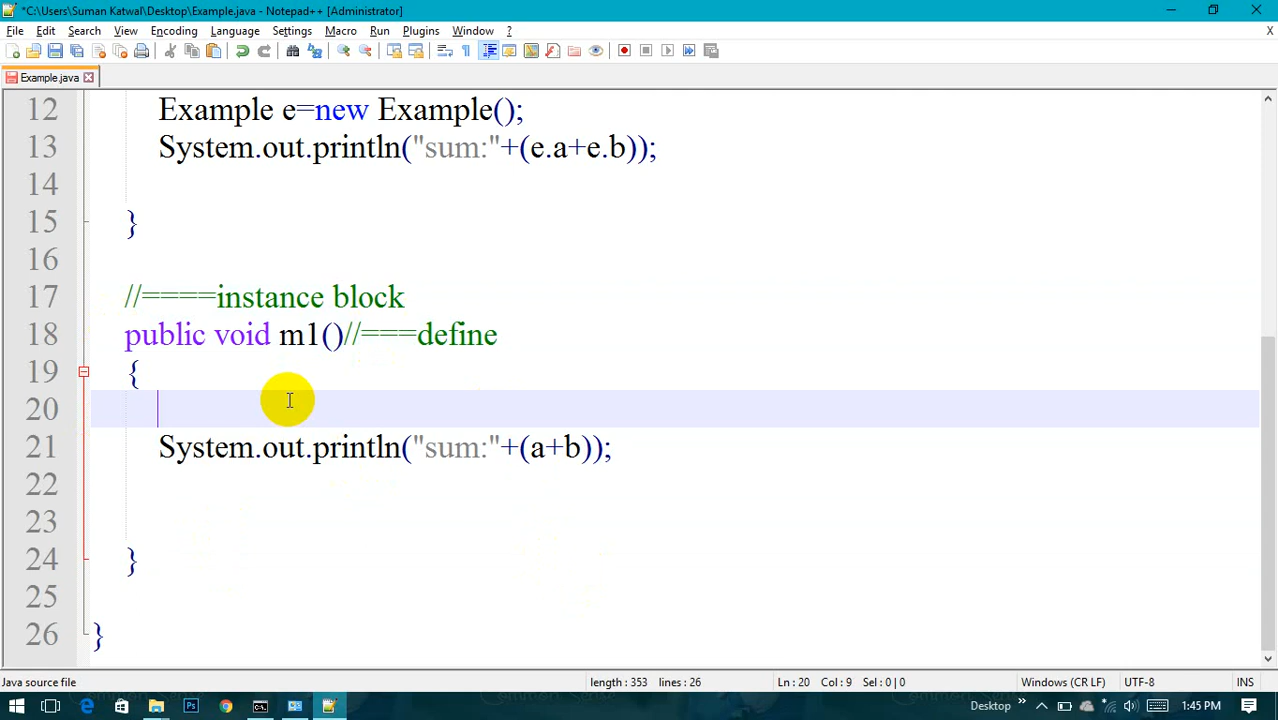 *C:\Users\Suman Katwal\Desktop\Example.java - Notepad++ [Administrator]
File Edit Search View Encoding Language Settings Macro Run Plugins Window ? X
Example.java
12 Example e=new Example();
13 System.out.println("sum:"+(e.a+e.b));
14
15 }
16
17 //====instance block
18 public void m1()//===define
19 {
20
21 System.out.println("sum:"+(a+b));
22
23
24 }
25
26 }
Java source file length : 353 lines : 26 Ln : 20 Col : 9 Sel : 0 | 0 Windows (CR LF) UTF-8 INS
Desktop 1:45 PM